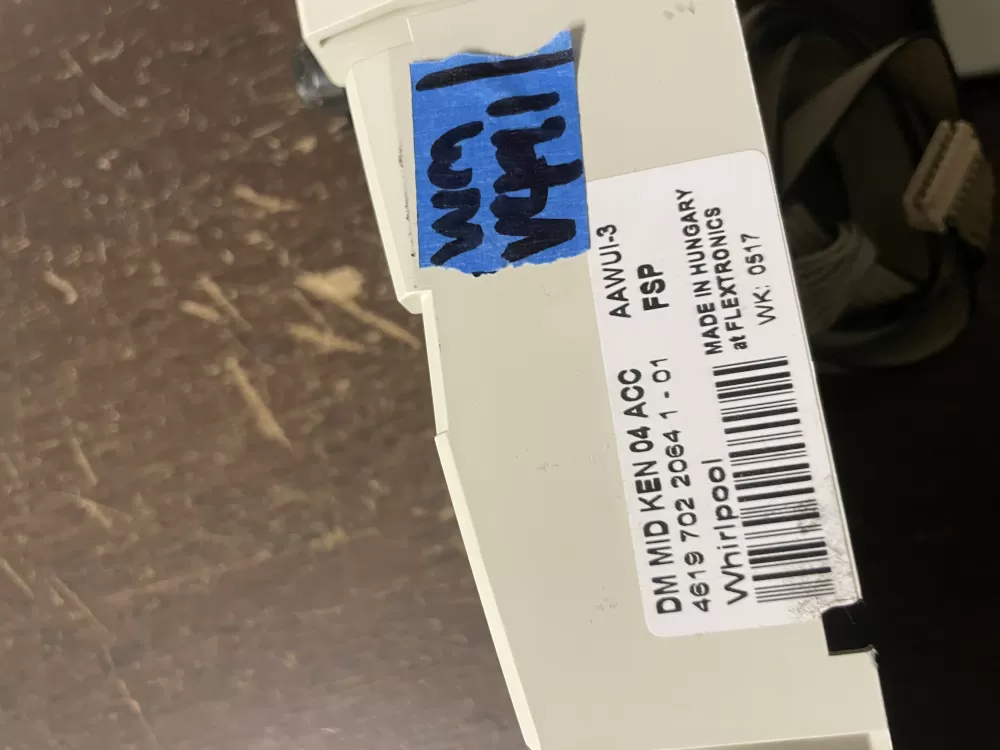 WM
DM MID KEN 04 ACC
AAWUI-3
4619 702 2064 1 - 01
FSP
Whirlpool
MADE IN HUNGARY
at FLEXTRONICS
WK: 0517